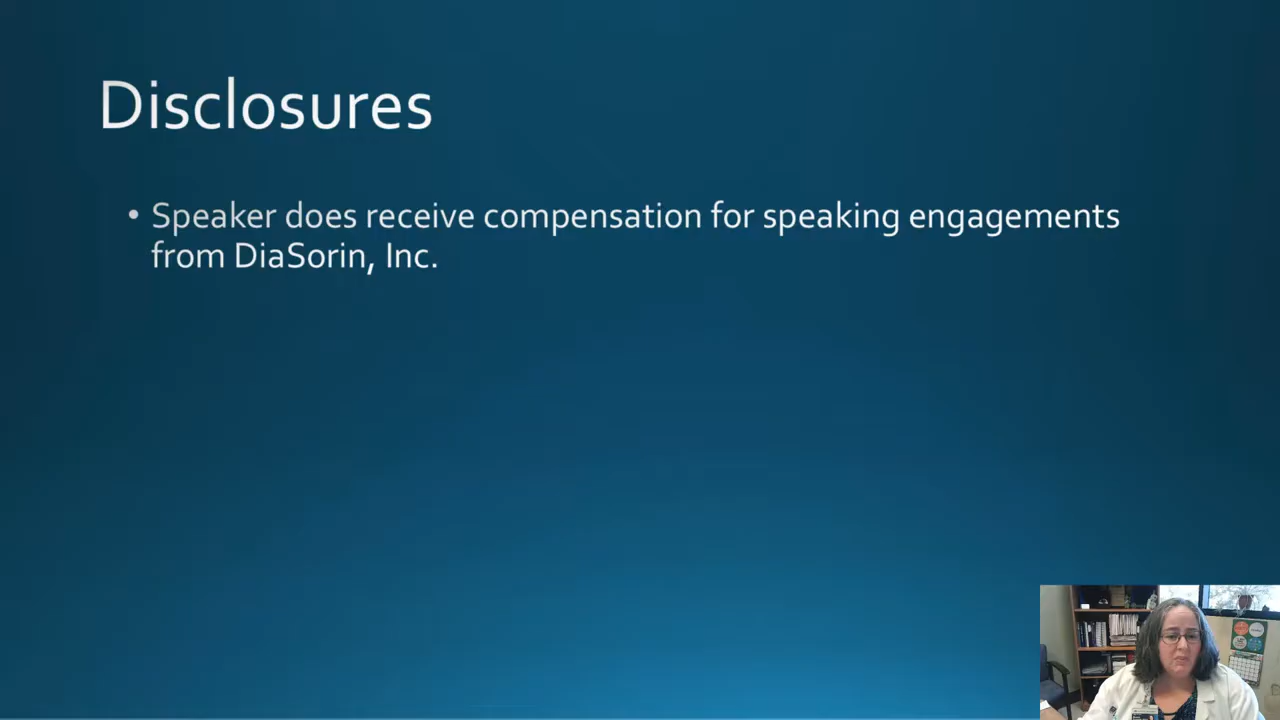 Disclosures
• Speaker does receive compensation for speaking engagements
from DiaSorin, Inc.